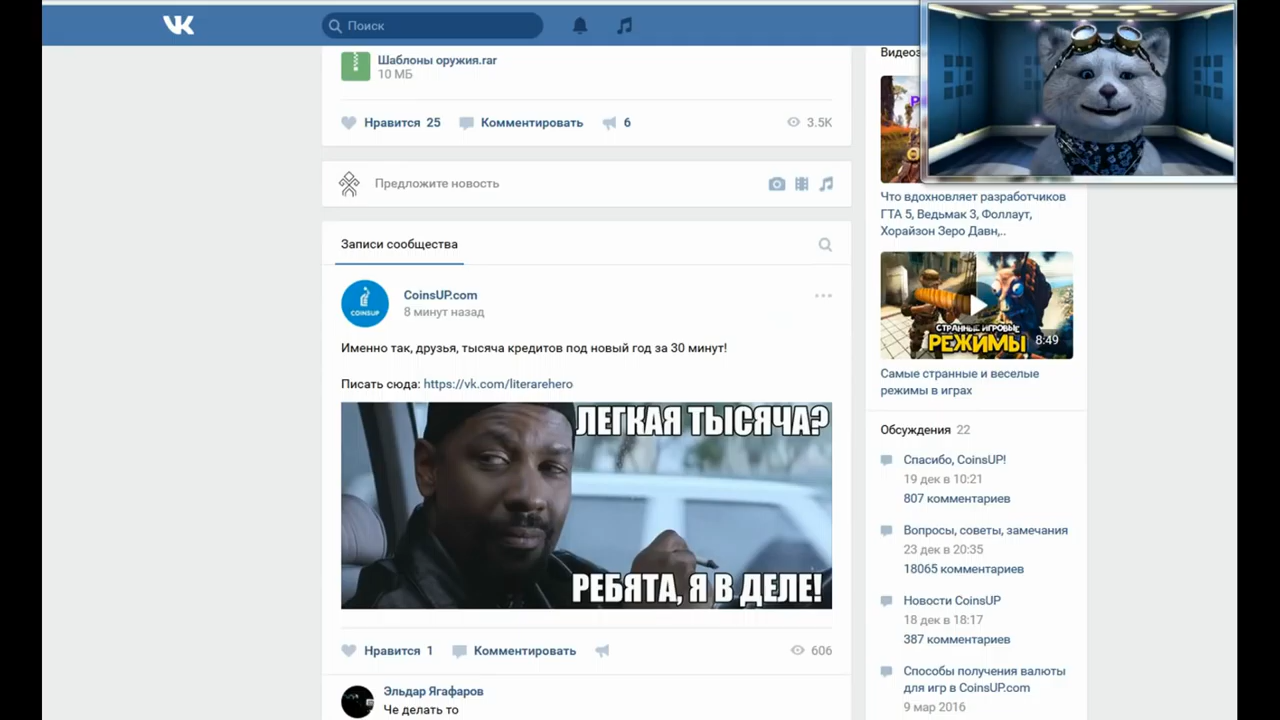 VK
Поиск
Шаблоны оружия.rar
10 МБ
Нравится 25
Комментировать
6
3.5K
Предложите новость
Записи сообщества
CoinsUP.com
COINSUP
8 минут назад
Именно так, друзья, тысяча кредитов под новый год за 30 минут!
Писать сюда: https://vk.com/literarehero
ЛЕГКАЯ ТЫСЯЧА?
РЕБЯТА, Я В ДЕЛЕ!
Нравится 1
Комментировать
606
Эльдар Ягафаров
Че делать то
Что вдохновляет разработчиков
ГТА 5, Ведьмак 3, Фоллаут,
Хорайзон Зеро Давн,..
СТРАННЫЕ ИГРОВЫЕ
РЕЖИМЫ
8:49
Самые странные и веселые
режимы в играх
Обсуждения 22
Спасибо, CoinsUP!
19 дек в 10:21
807 комментариев
Вопросы, советы, замечания
23 дек в 20:35
18065 комментариев
Новости CoinsUP
18 дек в 18:17
387 комментариев
Способы получения валюты
для игр в CoinsUP.com
9 мар 2016